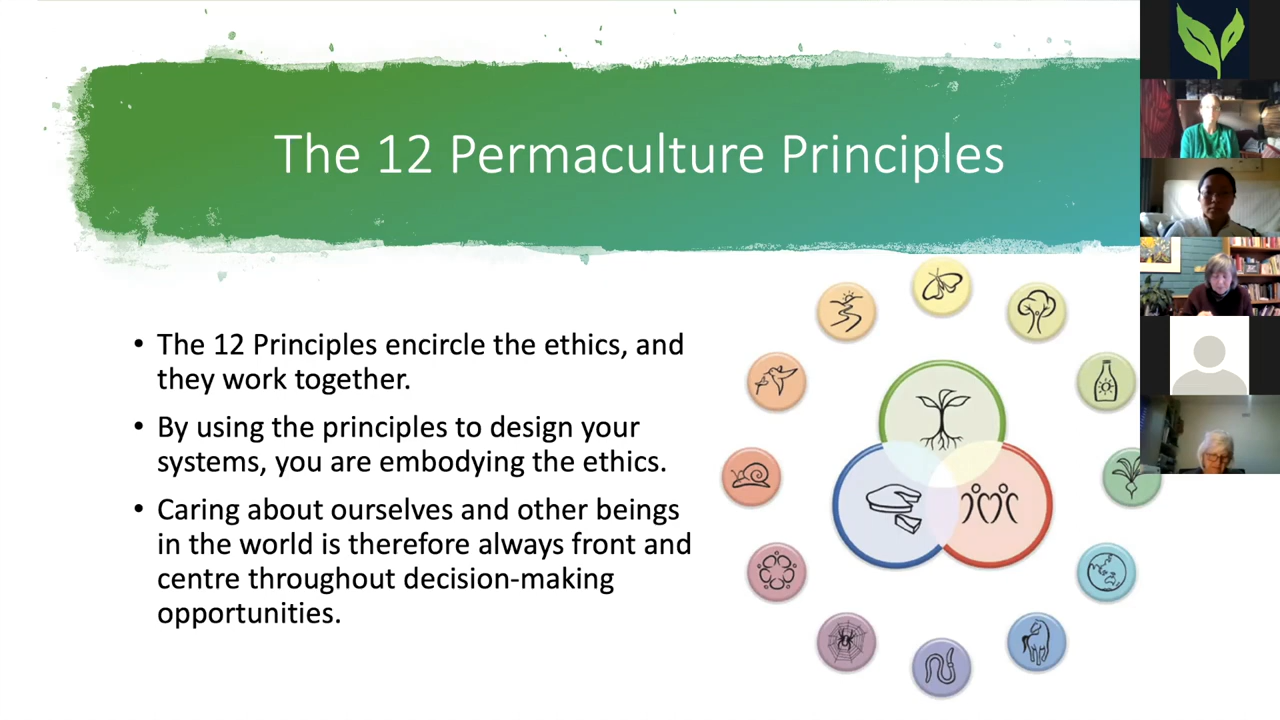 The 12 Permaculture Principles
• The 12 Principles encircle the ethics, and
they work together.
• By using the principles to design your
systems, you are embodying the ethics.
• Caring about ourselves and other beings
in the world is therefore always front and
centre throughout decision-making
opportunities.